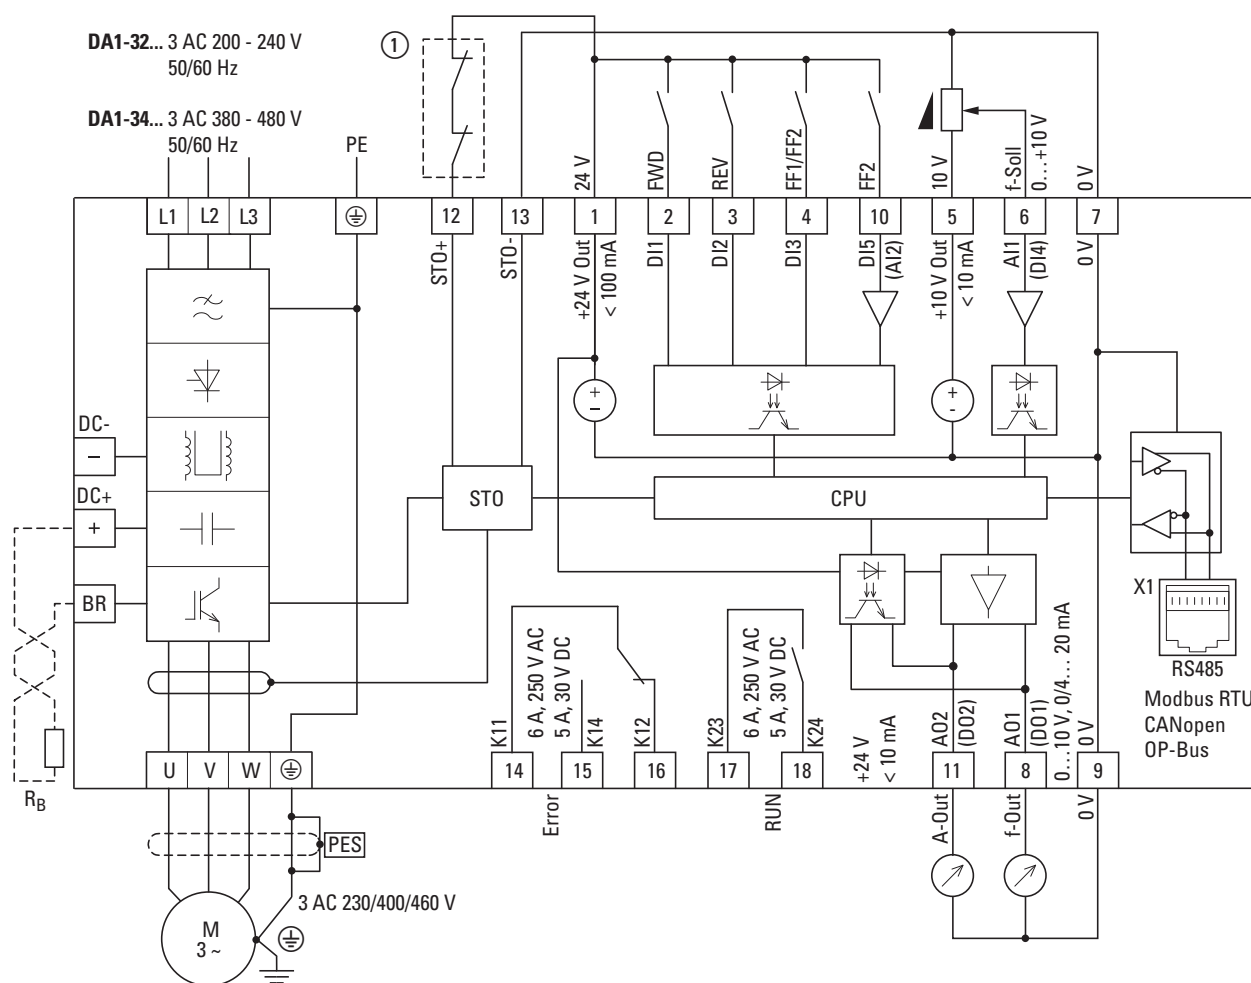 DA1-32... 3 AC 200 - 240 V
50/60 Hz
DA1-34... 3 AC 380 - 480 V
50/60 Hz
PE
1
24 V
FWD
REV
FF1/FF2
FF2
10 V
f-Soll
0...+10 V
0 V
L1
L2
L3
12
13
1
2
3
4
10
5
6
7
STO+
STO-
+24 V Out
< 100 mA
DI1
DI2
DI3
DI5
(AI2)
+10 V Out
< 10 mA
AI1
(DI4)
0 V
+
−
+
-
DC-
−
DC+
+
BR
STO
CPU
X1
RS485
Modbus RTU
CANopen
OP-Bus
K11
6 A, 250 V AC
5 A, 30 V DC
K14
K12
K23
6 A, 250 V AC
5 A, 30 V DC
K24
+24 V
< 10 mA
AO2
(DO2)
AO1
(DO1)
0...10 V, 0/4... 20 mA
0 V
RB
U
V
W
14
15
16
17
18
11
8
9
Error
RUN
A-Out
f-Out
0 V
PES
3 AC 230/400/460 V
M
3 ~